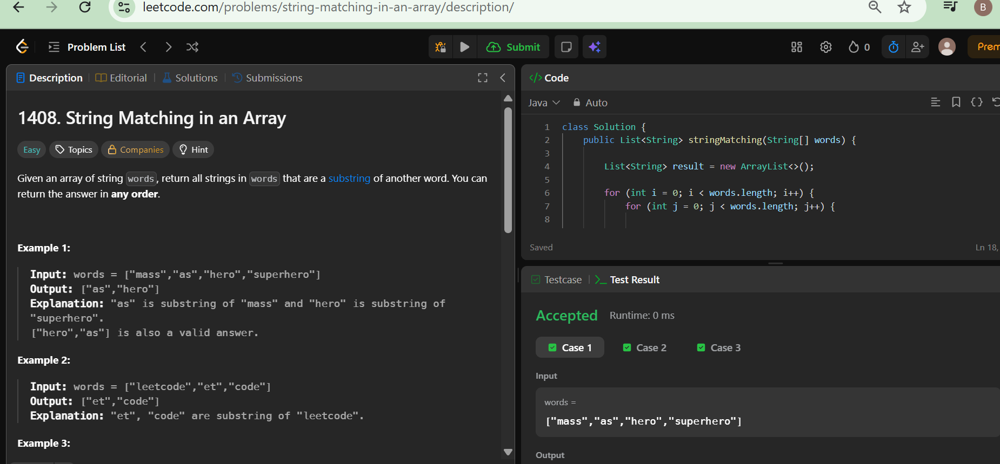 leetcode.com/problems/string-matching-in-an-array/description/
B
Problem List
Submit
0
Prem
Description
Editorial
Solutions
Submissions
1408. String Matching in an Array
Easy
Topics
Companies
Hint
Given an array of string words, return all strings in words that are a substring of another word. You can
return the answer in any order.
Example 1:
Input: words = ["mass","as","hero","superhero"]
Output: ["as","hero"]
Explanation: "as" is substring of "mass" and "hero" is substring of
"superhero".
["hero","as"] is also a valid answer.
Example 2:
Input: words = ["leetcode","et","code"]
Output: ["et","code"]
Explanation: "et", "code" are substring of "leetcode".
Example 3:
</> Code
Java
Auto
1 class Solution {
2 public List<String> stringMatching(String[] words) {
3
4 List<String> result = new ArrayList<>();
5
6 for (int i = 0; i < words.length; i++) {
7 for (int j = 0; j < words.length; j++) {
8
Saved
Ln 18,
Testcase
>_ Test Result
Accepted
Runtime: 0 ms
Case 1
Case 2
Case 3
Input
words =
["mass","as","hero","superhero"]
Output